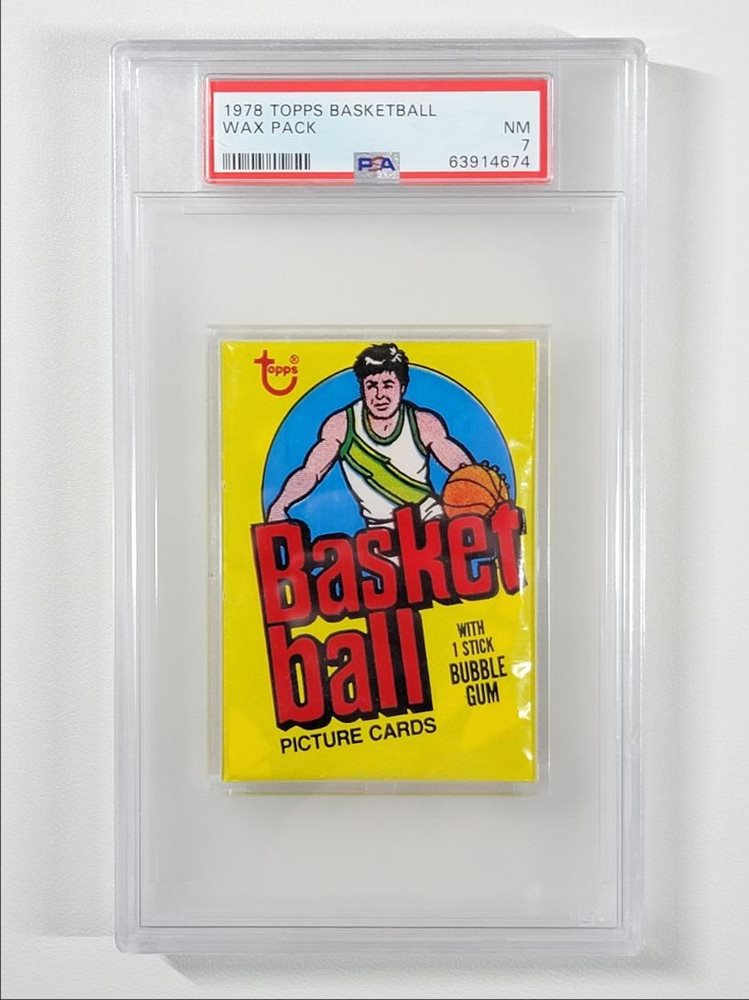 1978 TOPPS BASKETBALL
WAX PACK NM
7
PSA 63914674
topps®
Basket
ball
WITH
1 STICK
BUBBLE
GUM
PICTURE CARDS